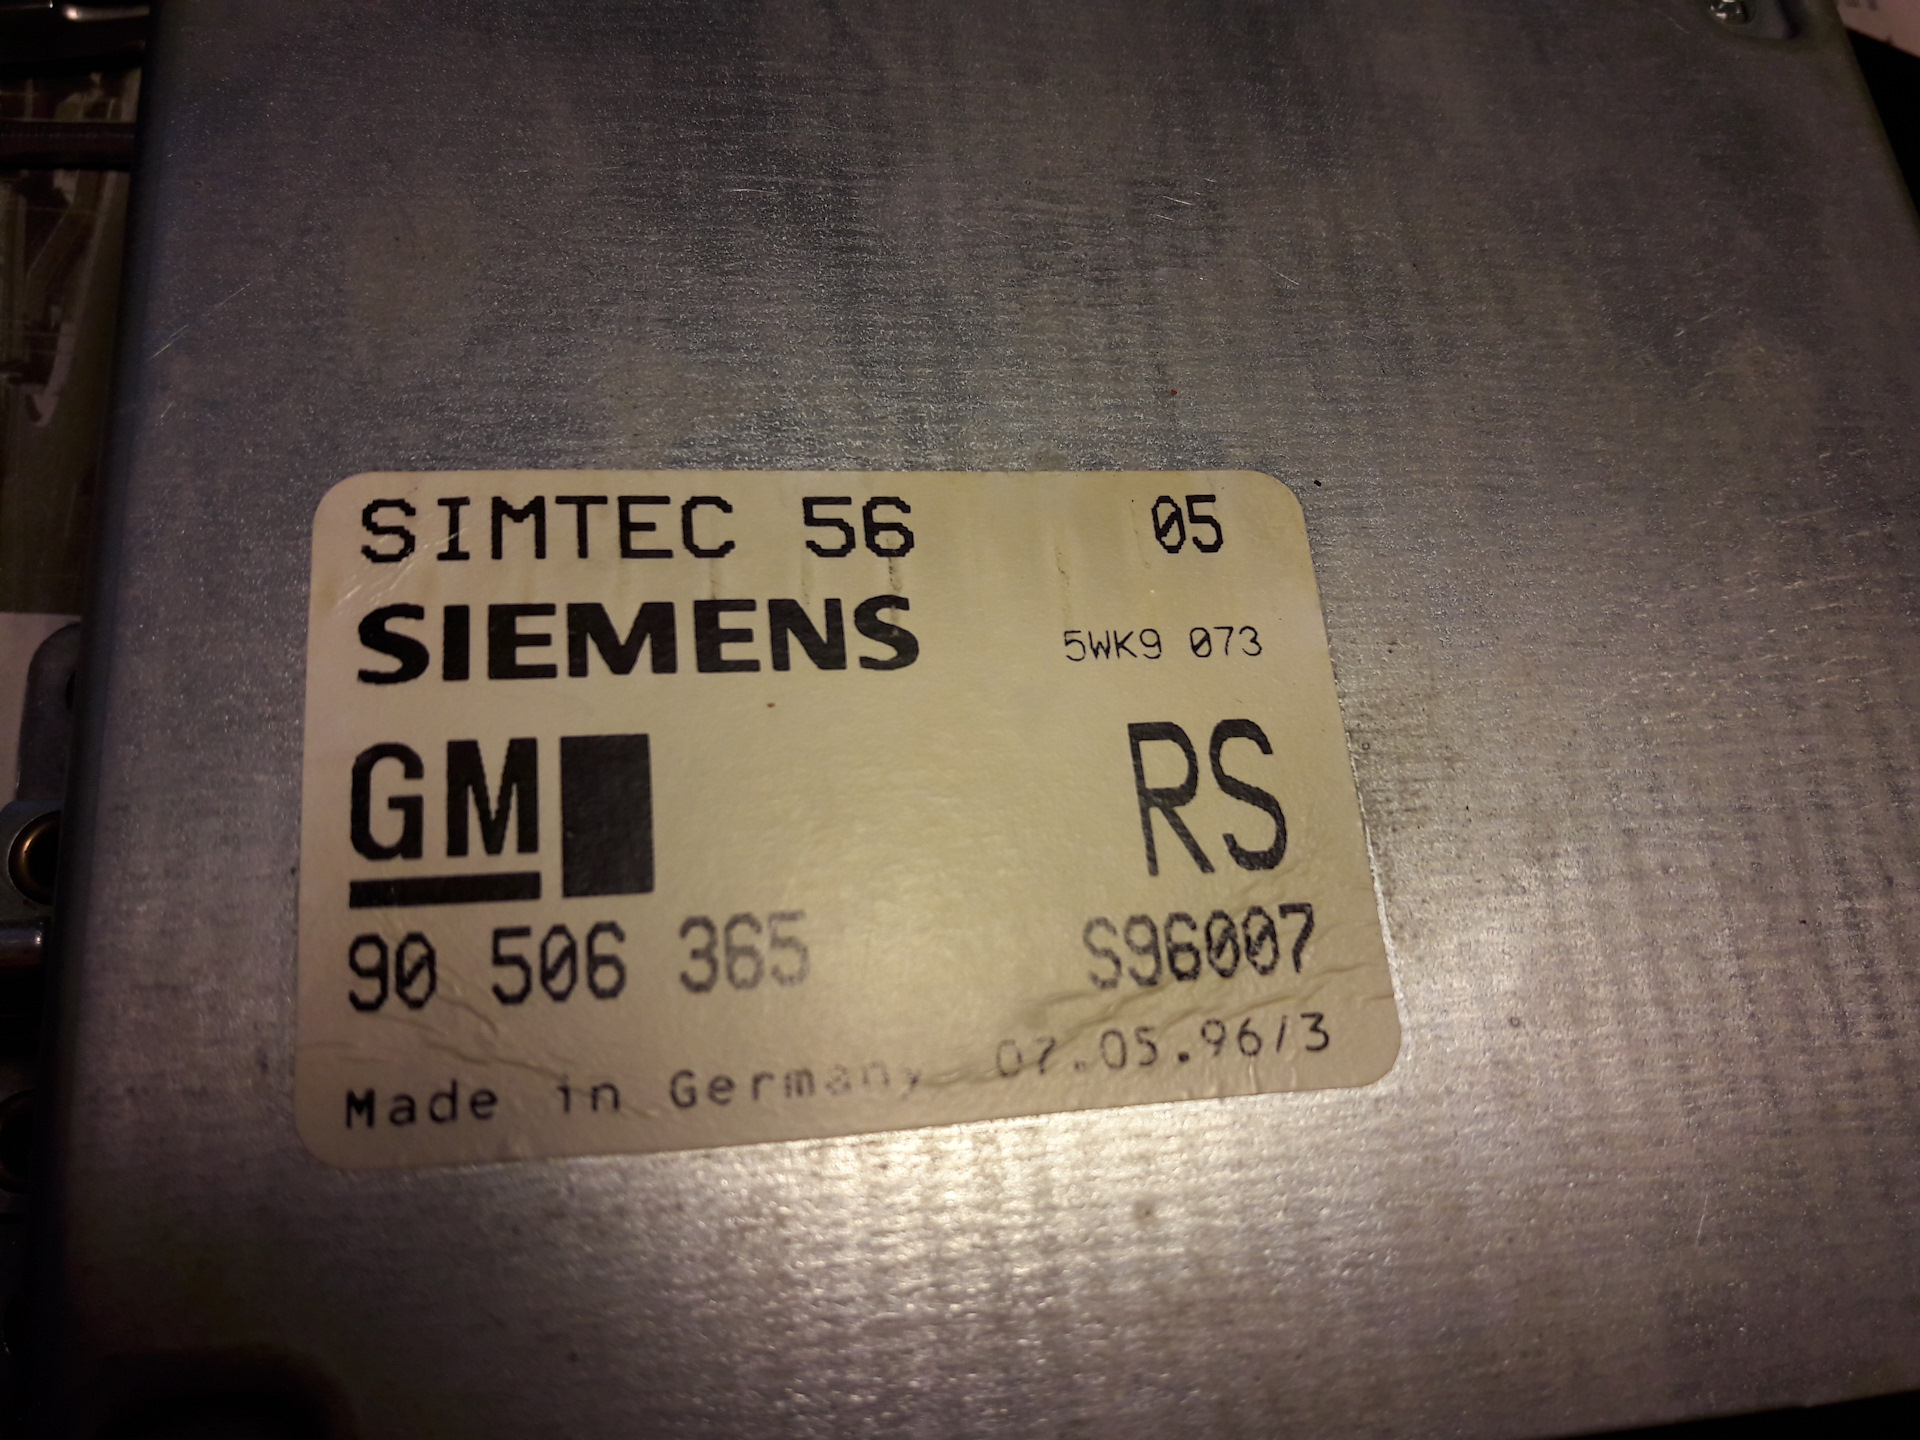 SIMTEC 56 05
SIEMENS 5WK9 073
GM RS
90 506 365 S96007
Made in Germany 07.05.96/3